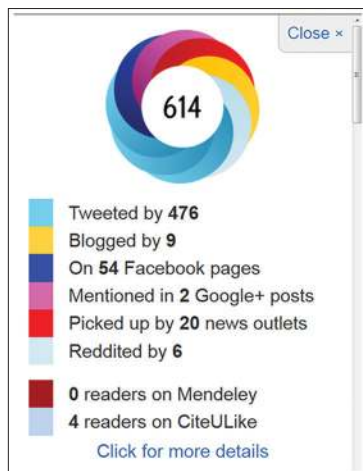 Close ×
614
Tweeted by 476
Blogged by 9
On 54 Facebook pages
Mentioned in 2 Google+ posts
Picked up by 20 news outlets
Reddited by 6
0 readers on Mendeley
4 readers on CiteULike
Click for more details